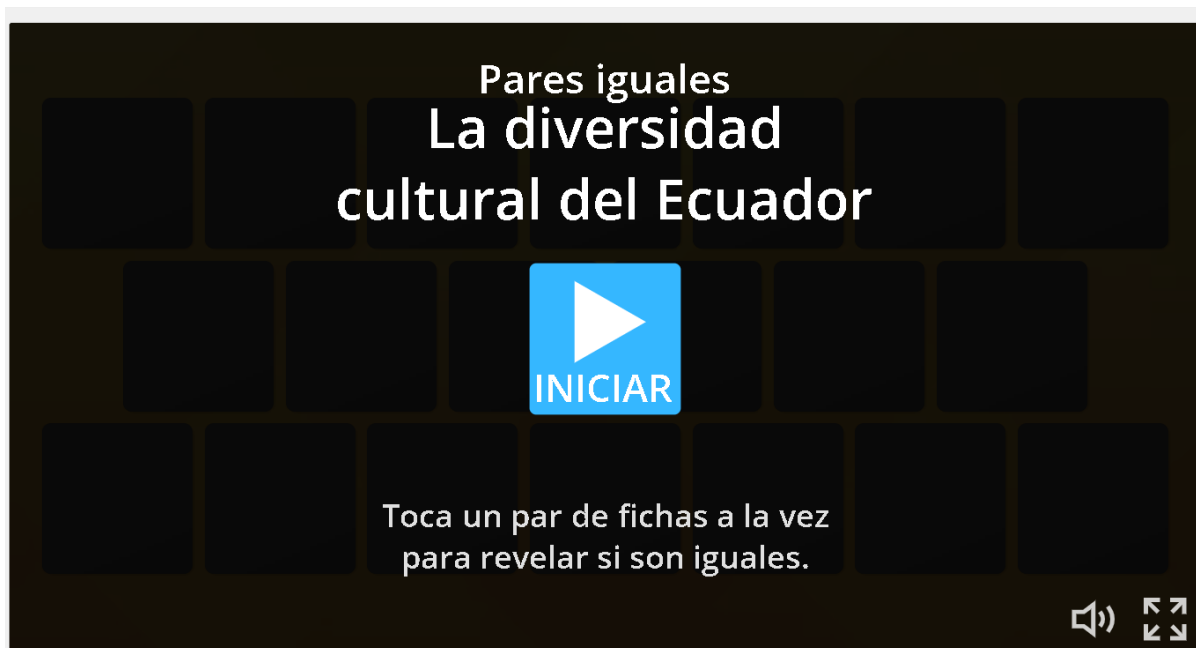 Pares iguales
La diversidad
cultural del Ecuador
INICIAR
Toca un par de fichas a la vez
para revelar si son iguales.